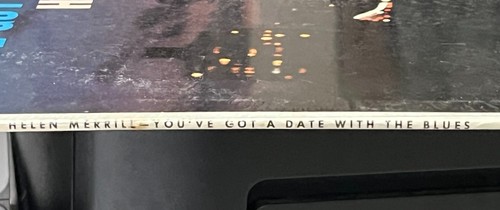 HELEN MERRILL—YOU'VE GOT A DATE WITH THE BLUES